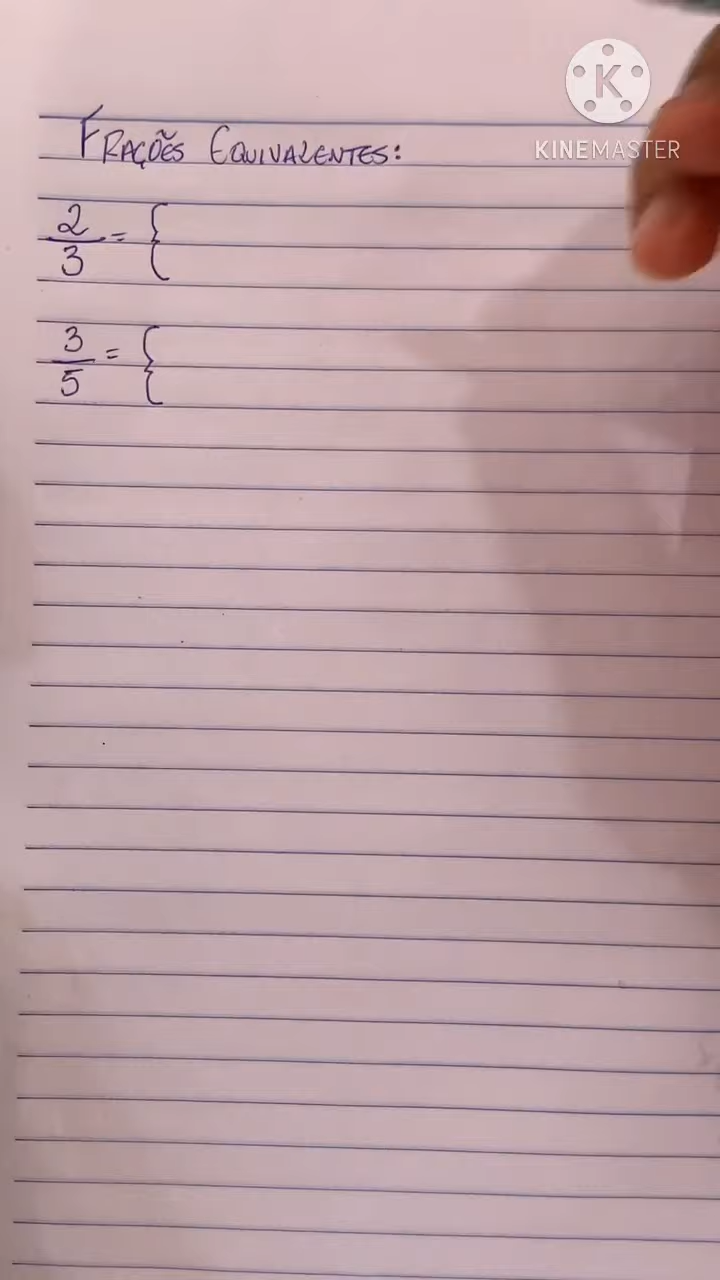 K
KINEMASTER
FRAÇÕES EQUIVALENTES:
2/3 = {
3/5 = {